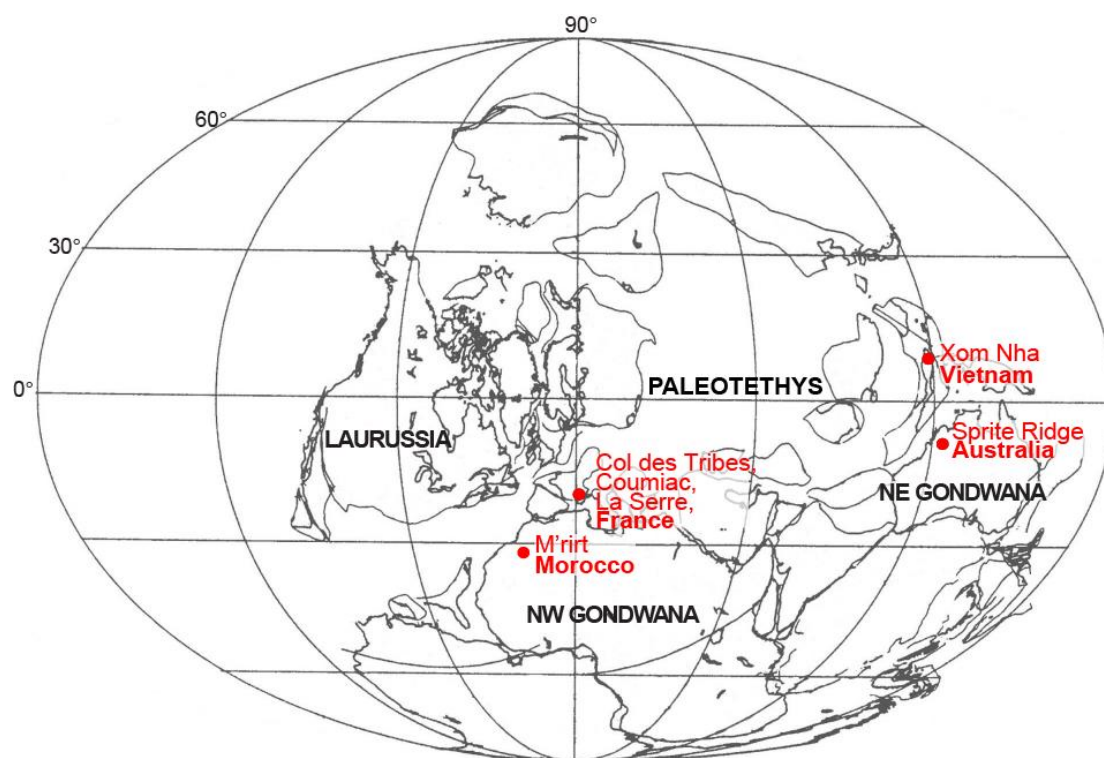 90°
60°
30°
0°
Xom Nha
Vietnam
PALEOTETHYS
Sprite Ridge
Australia
LAURUSSIA
Col des Tribes,
Coumiac,
La Serre,
France
NE GONDWANA
M'rirt
Morocco
NW GONDWANA